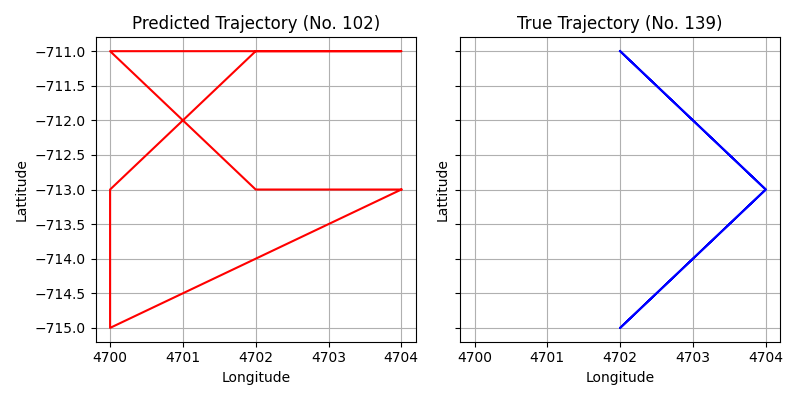 Predicted Trajectory (No. 102)
True Trajectory (No. 139)
−711.0
−711.5
−712.0
−712.5
−713.0
−713.5
−714.0
−714.5
−715.0
Lattitude
Lattitude
4700 4701 4702 4703 4704
4700 4701 4702 4703 4704
Longitude
Longitude